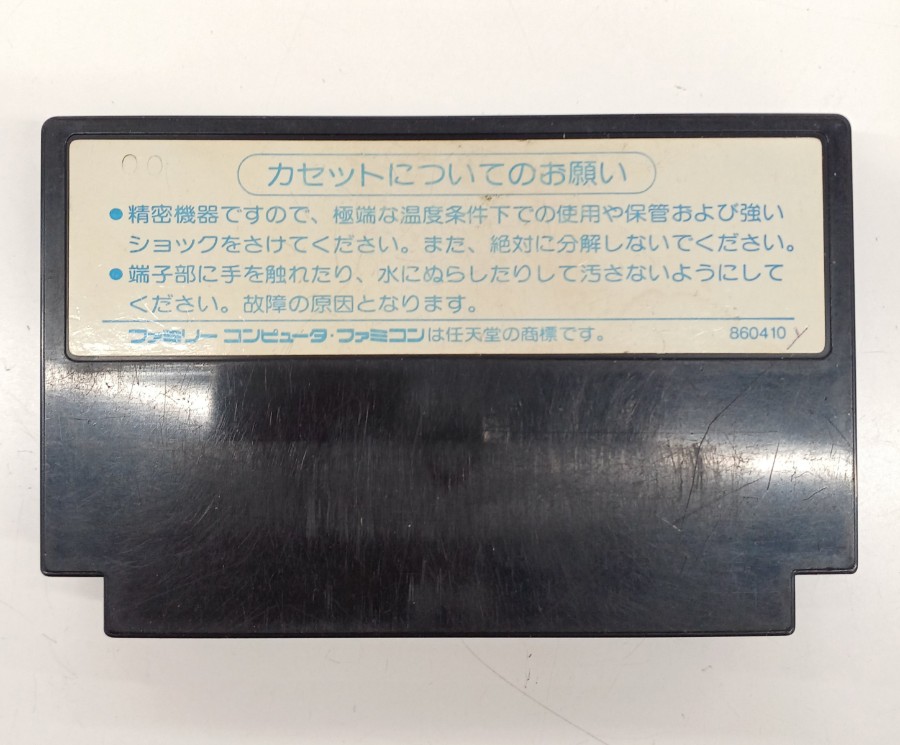 カセットについてのお願い
●精密機器ですので、極端な温度条件下での使用や保管および強い
ショックをさけてください。また、絶対に分解しないでください。
●端子部に手を触れたり、水にぬらしたりして汚さないようにして
ください。故障の原因となります。
ファミリー コンピュータ・ファミコンは任天堂の商標です。 860410